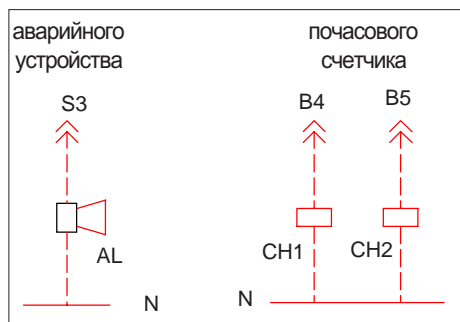 аварийного
устройства
почасового
счетчика
S3
B4
B5
AL
CH1
CH2
N
N